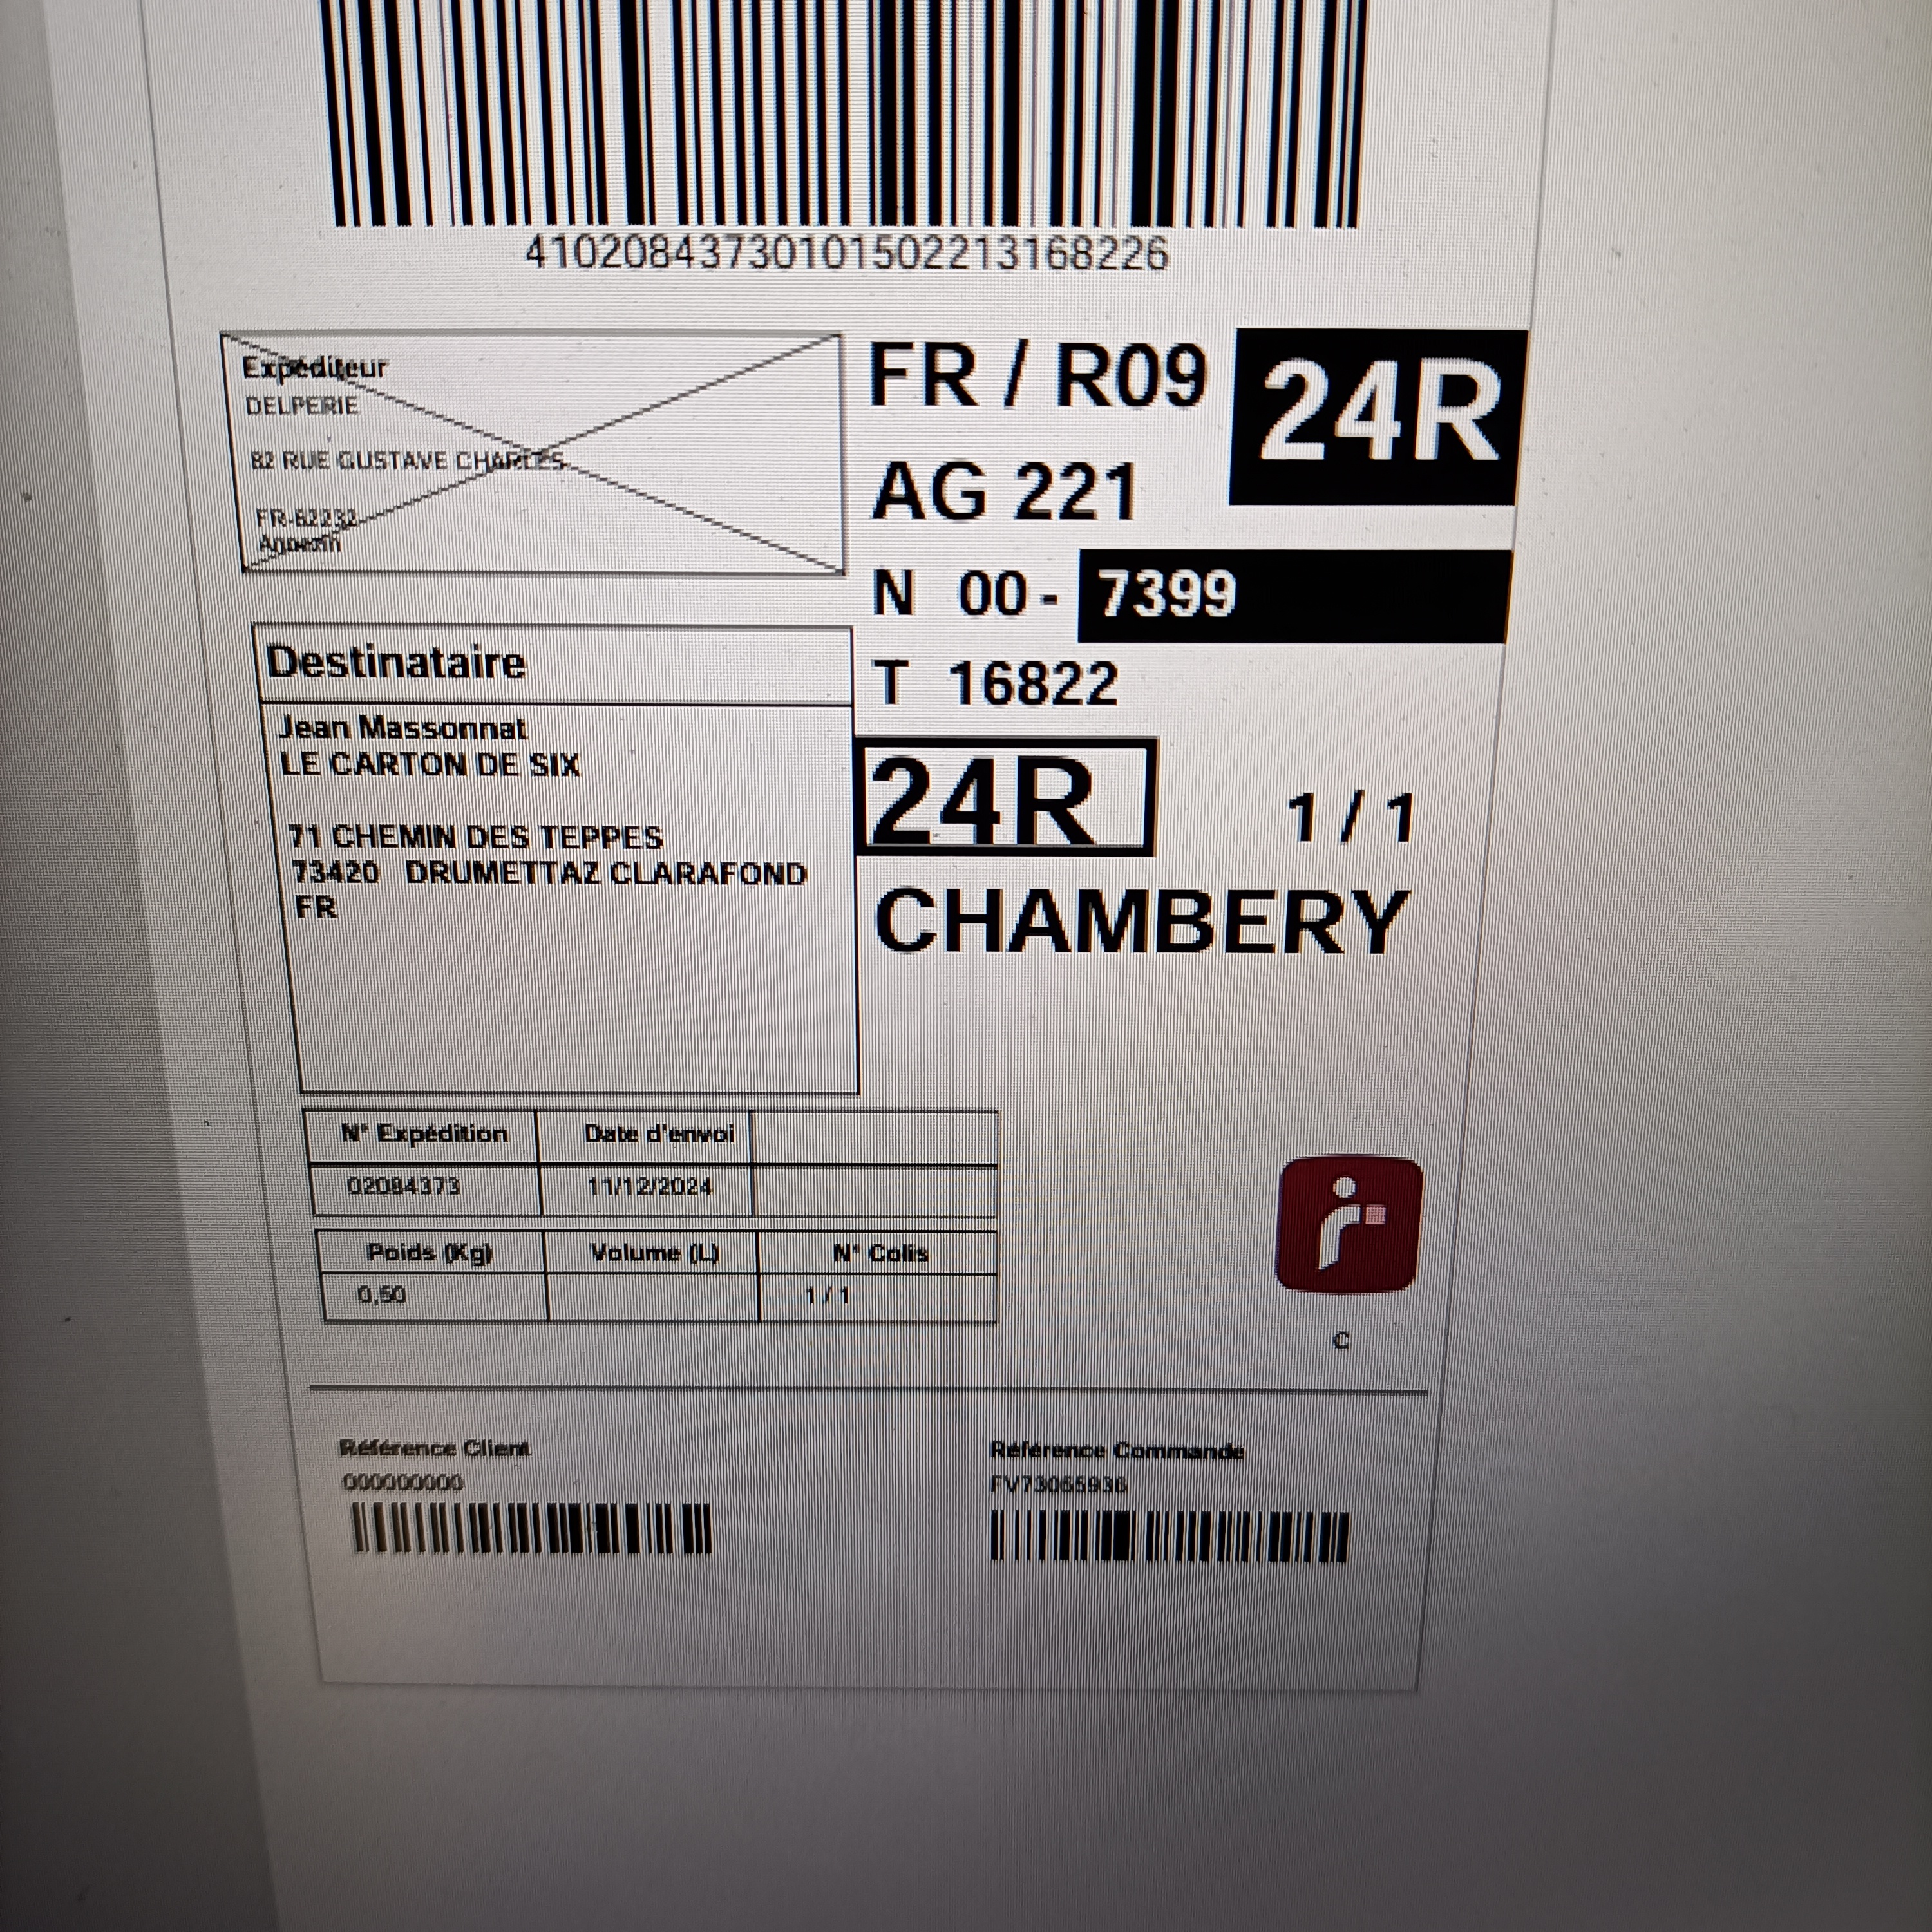 41020843730101502213168226
Expéditeur
DELPERIE
82 RUE GUSTAVE CHARLES
FR-62232
FR / R09
24R
AG 221
N 00 - 7399
T 16822
24R
1 / 1
CHAMBERY
Destinataire
Jean Massonnat
LE CARTON DE SIX
71 CHEMIN DES TEPPES
73420 DRUMETTAZ CLARAFOND
FR
N° Expédition Date d'envoi
02084373 11/12/2024
Poids (Kg) Volume (L) N° Colis
0,50 1 / 1
C
Référence Client
000000000
Référence Commande